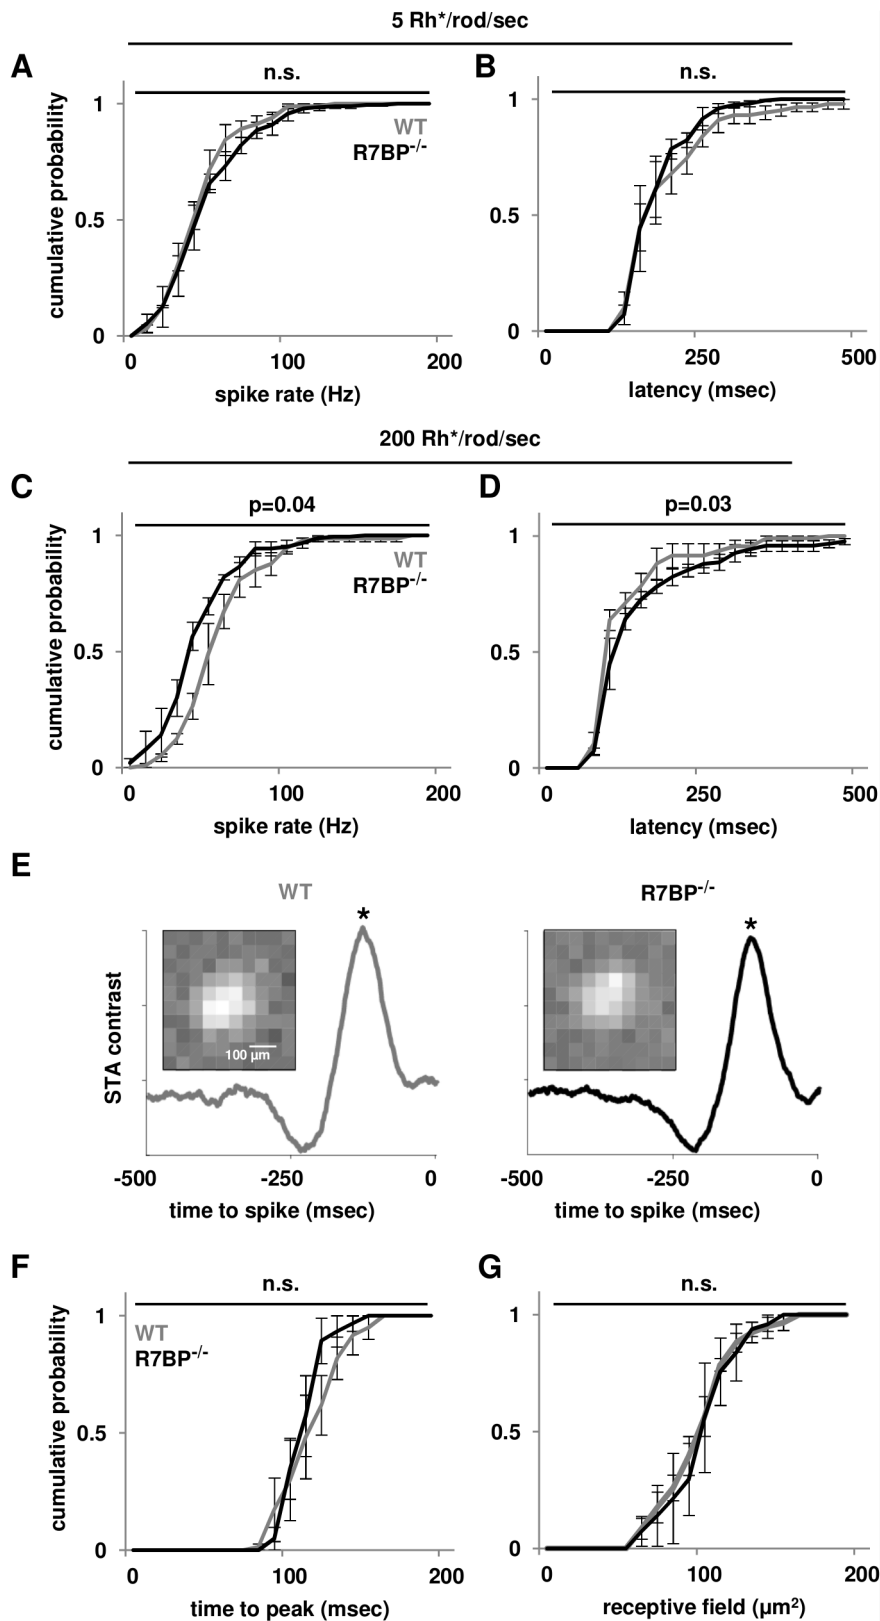 5 Rh*/rod/sec
A
B
n.s.
n.s.
cumulative probability
1
0.5
0
WT
R7BP-/-
0
100
200
spike rate (Hz)
1
0.5
0
0
250
500
latency (msec)
200 Rh*/rod/sec
C
D
p=0.04
p=0.03
cumulative probability
1
0.5
0
WT
R7BP-/-
0
100
200
spike rate (Hz)
1
0.5
0
0
250
500
latency (msec)
E
WT
R7BP-/-
*
*
STA contrast
100 µm
-500
-250
0
time to spike (msec)
-500
-250
0
time to spike (msec)
F
G
n.s.
n.s.
cumulative probability
1
0.5
0
WT
R7BP-/-
0
100
200
time to peak (msec)
1
0.5
0
0
100
200
receptive field (µm²)